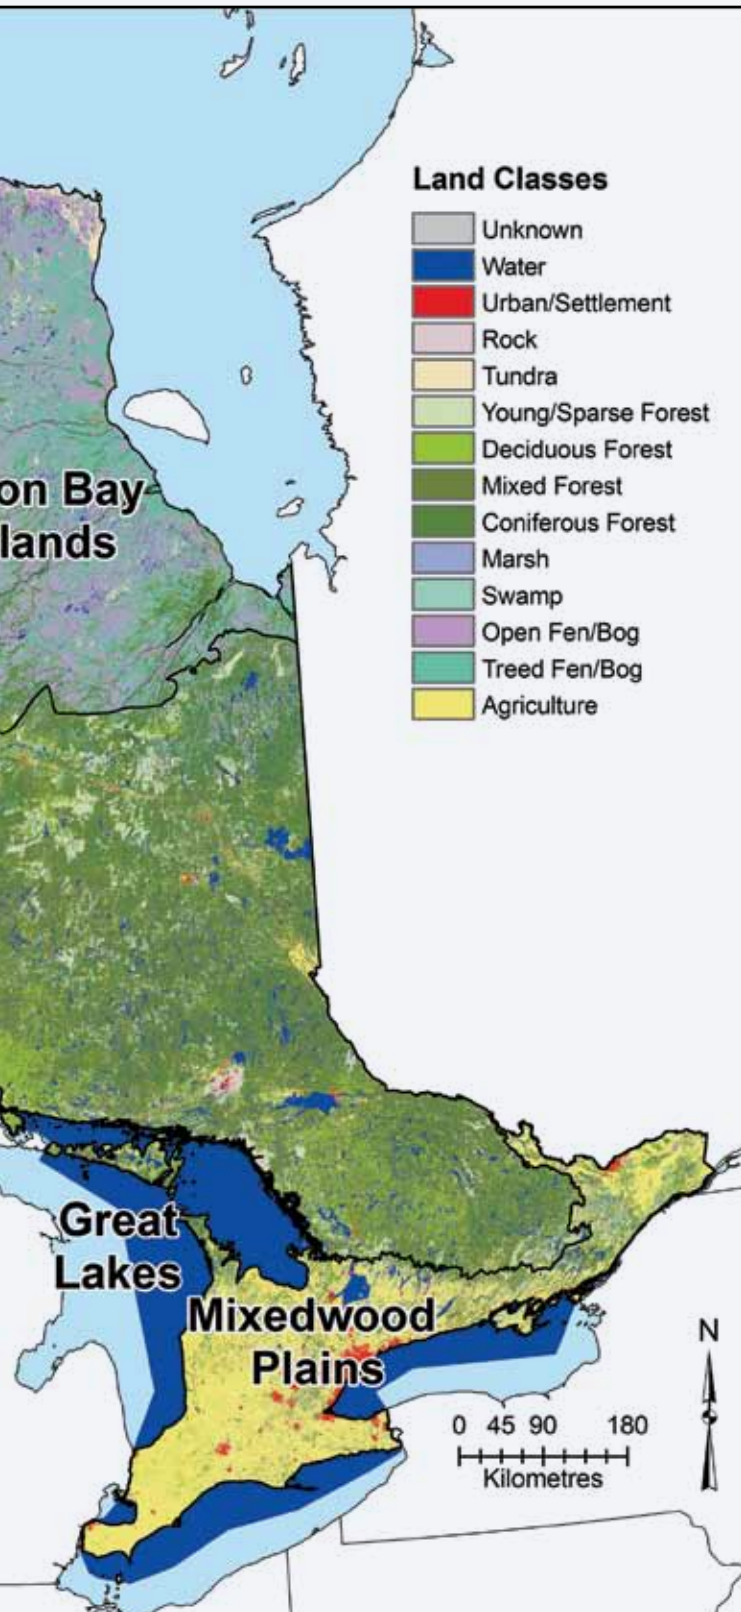 Land Classes
Unknown
Water
Urban/Settlement
Rock
Tundra
Young/Sparse Forest
Deciduous Forest
Mixed Forest
Coniferous Forest
Marsh
Swamp
Open Fen/Bog
Treed Fen/Bog
Agriculture
on Bay
lands
Great
Lakes
Mixedwood
Plains
N
0 45 90 180
Kilometres